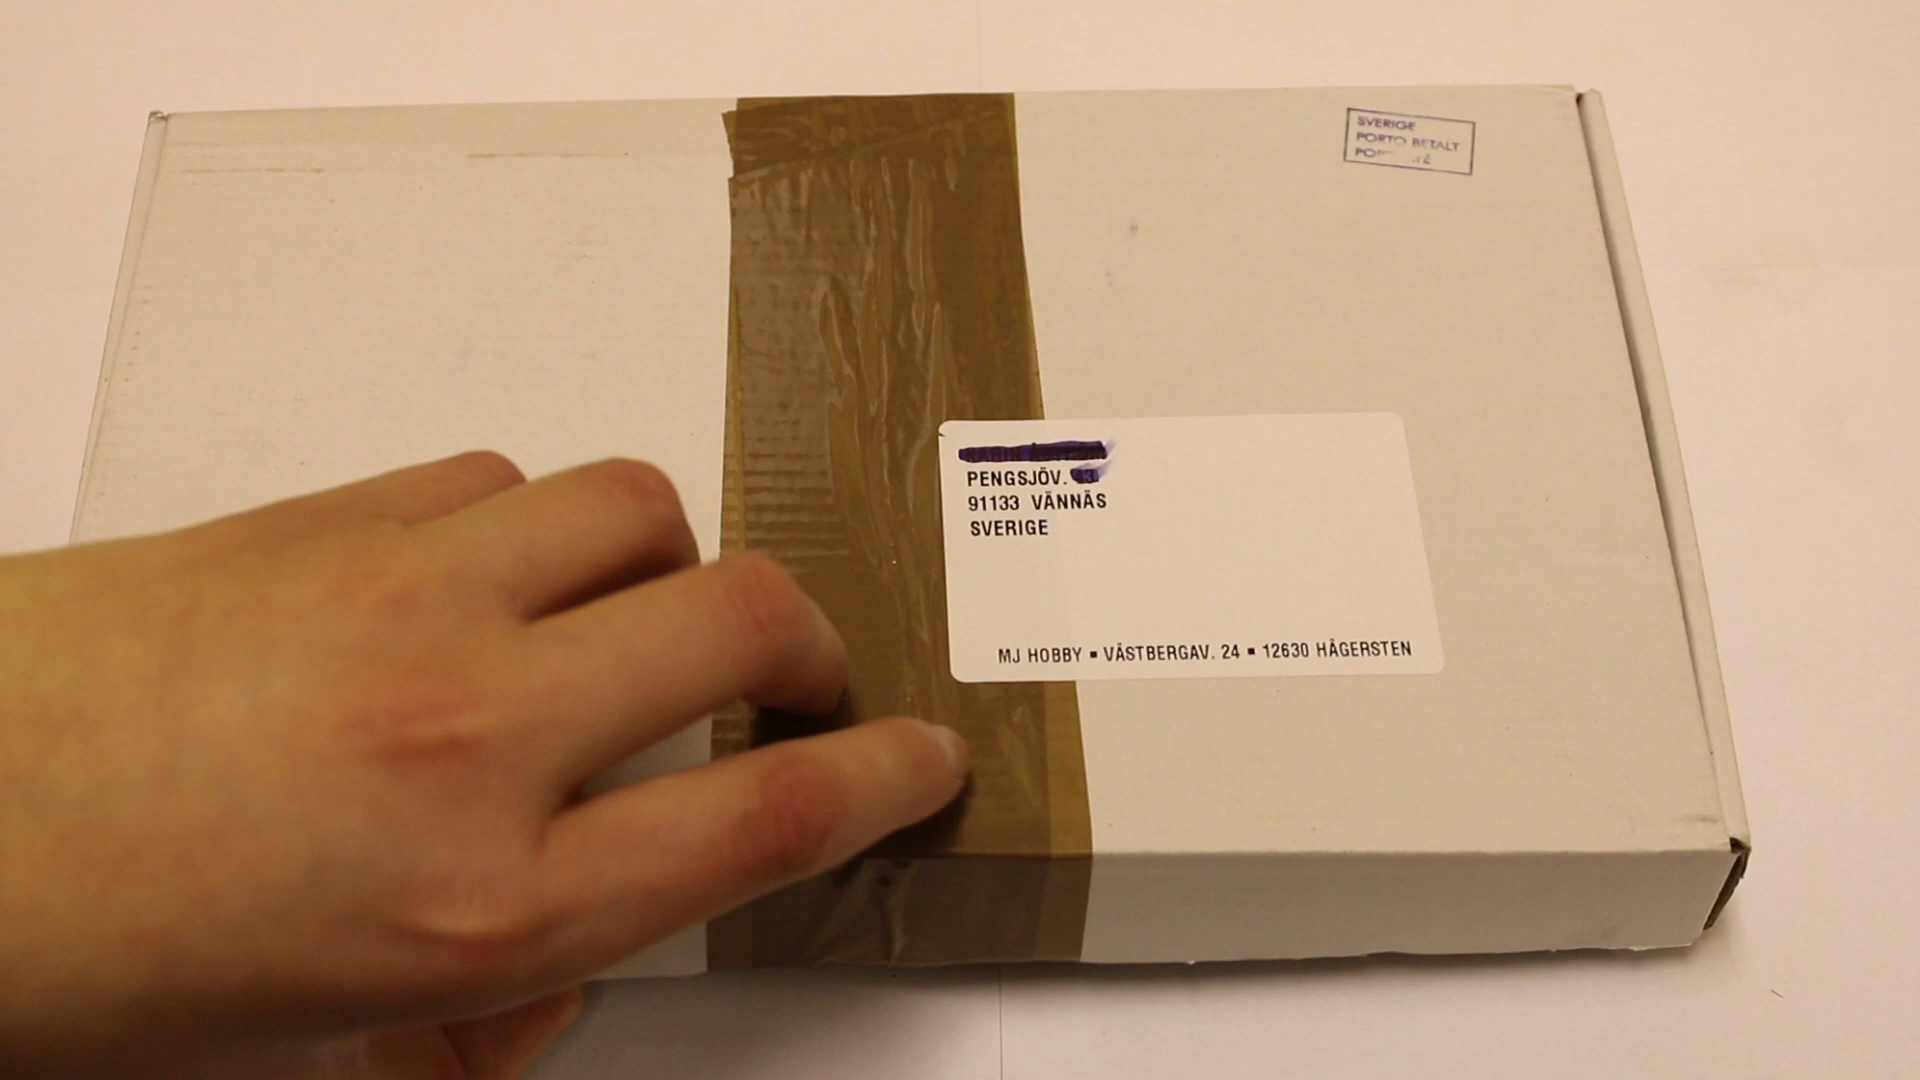 SVERIGE
PORTO BETALT
PENGSJÖV.
91133 VÄNNÄS
SVERIGE
MJ HOBBY ▪ VÄSTBERGAV. 24 ▪ 12630 HÄGERSTEN